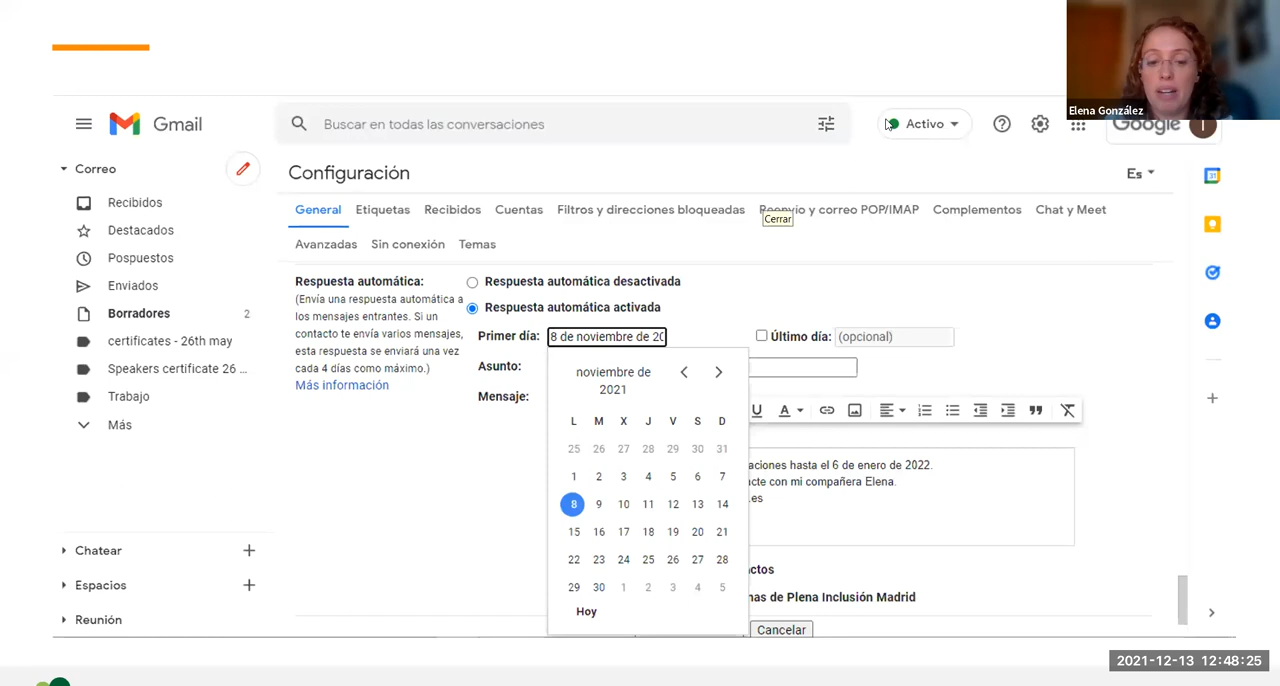 Elena González
Gmail
Buscar en todas las conversaciones
Activo
Google
Correo
Configuración
Es
Recibidos
Destacados
Pospuestos
Enviados
Borradores 2
certificates - 26th may
Speakers certificate 26 ...
Trabajo
Más
Chatear
Espacios
Reunión
General Etiquetas Recibidos Cuentas Filtros y direcciones bloqueadas Reenvío y correo POP/IMAP Complementos Chat y Meet
Cerrar
Avanzadas Sin conexión Temas
Respuesta automática:
(Envía una respuesta automática a
los mensajes entrantes. Si un
contacto te envía varios mensajes,
esta respuesta se enviará una vez
cada 4 días como máximo.)
Más información
Respuesta automática desactivada
Respuesta automática activada
Primer día: 8 de noviembre de 20 Último día: (opcional)
Asunto:
Mensaje:
noviembre de
2021
L M X J V S D
25 26 27 28 29 30 31
1 2 3 4 5 6 7
8 9 10 11 12 13 14
15 16 17 18 19 20 21
22 23 24 25 26 27 28
29 30 1 2 3 4 5
Hoy
aciones hasta el 6 de enero de 2022.
cte con mi compañera Elena.
.es
ctos
nas de Plena Inclusión Madrid
Cancelar
2021-12-13 12:48:25